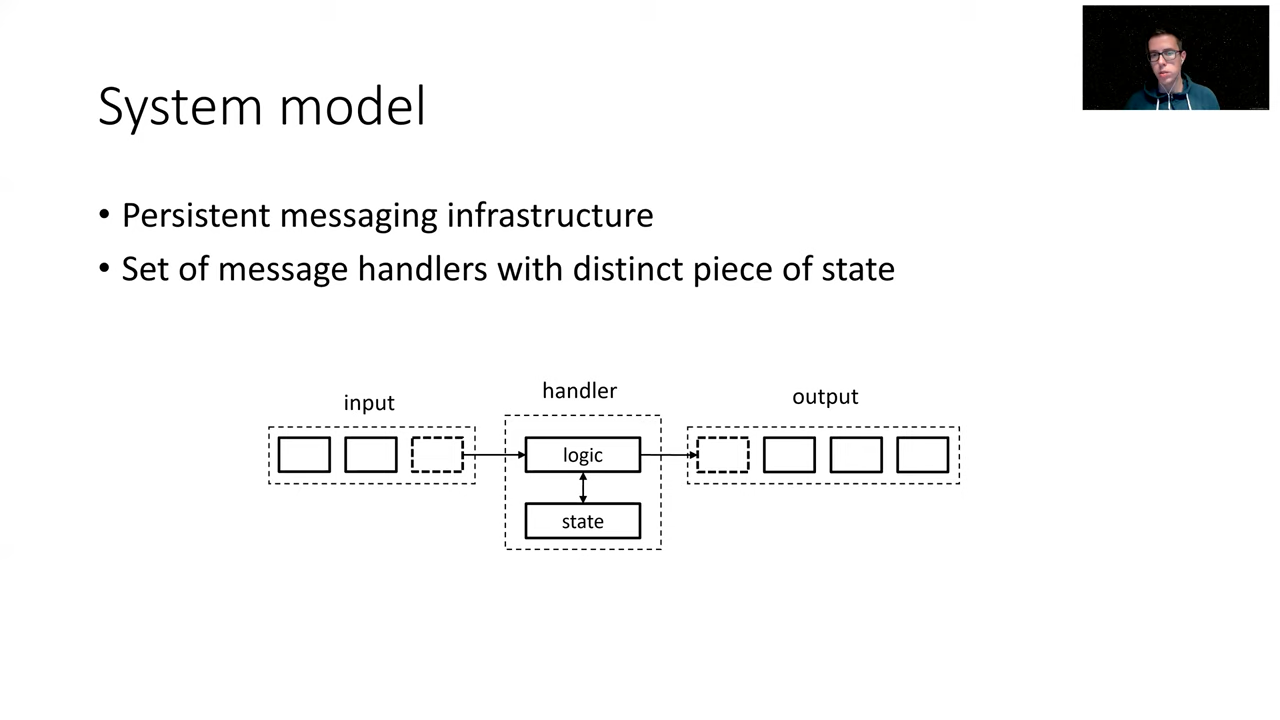 System model
• Persistent messaging infrastructure
• Set of message handlers with distinct piece of state
input
handler
output
logic
state